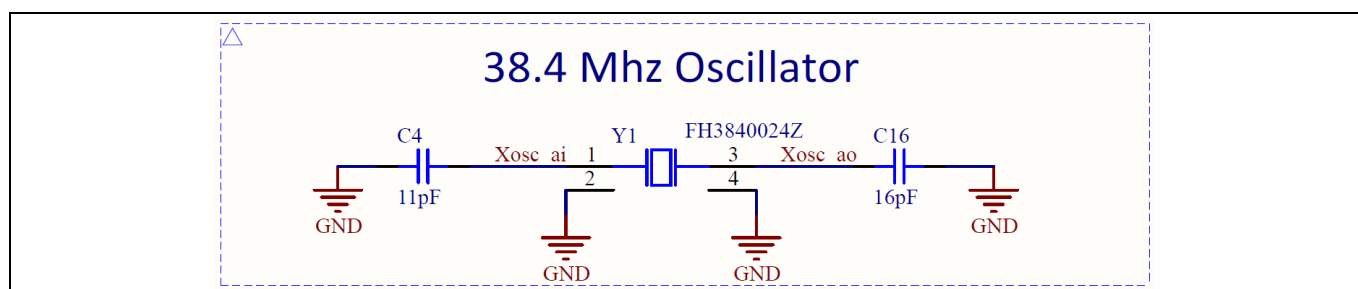 38.4 Mhz Oscillator
C4 Y1 FH3840024Z C16
Xosc_ai 1 3 Xosc_ao
2 4
11pF 16pF
GND GND
GND GND